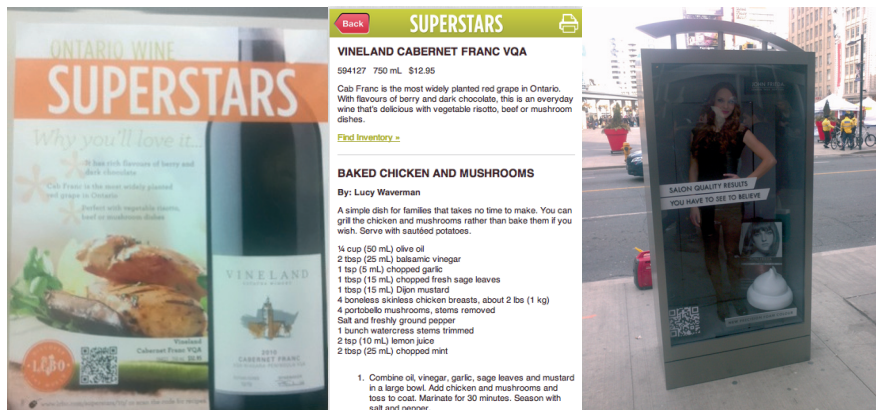 ONTARIO WINE
SUPERSTARS
Why you'll love it...
It has rich flavours of berry and
dark chocolate
Cab Franc is the most widely planted
red grape in Ontario
Perfect with vegetable risotto,
beef or mushroom dishes
VINELAND
2010
CABERNET FRANC
Vineland
Cabernet Franc VQA
LCBO
Back
SUPERSTARS
VINELAND CABERNET FRANC VQA
594127 750 mL $12.95
Cab Franc is the most widely planted red grape in Ontario.
With flavours of berry and dark chocolate, this is an everyday
wine that's delicious with vegetable risotto, beef or mushroom
dishes.
Find Inventory »
BAKED CHICKEN AND MUSHROOMS
By: Lucy Waverman
A simple dish for families that takes no time to make. You can
grill the chicken and mushrooms rather than bake them if you
wish. Serve with sautéed potatoes.
¼ cup (50 mL) olive oil
2 tbsp (25 mL) balsamic vinegar
1 tsp (5 mL) chopped garlic
1 tbsp (15 mL) chopped fresh sage leaves
1 tbsp (15 mL) Dijon mustard
4 boneless skinless chicken breasts, about 2 lbs (1 kg)
4 portobello mushrooms, stems removed
Salt and freshly ground pepper
1 bunch watercress stems trimmed
2 tsp (10 mL) lemon juice
2 tbsp (25 mL) chopped mint
1. Combine oil, vinegar, garlic, sage leaves and mustard
in a large bowl. Add chicken and mushrooms and
toss to coat. Marinate for 30 minutes. Season with
salt and pepper
SALON QUALITY RESULTS
YOU HAVE TO SEE TO BELIEVE